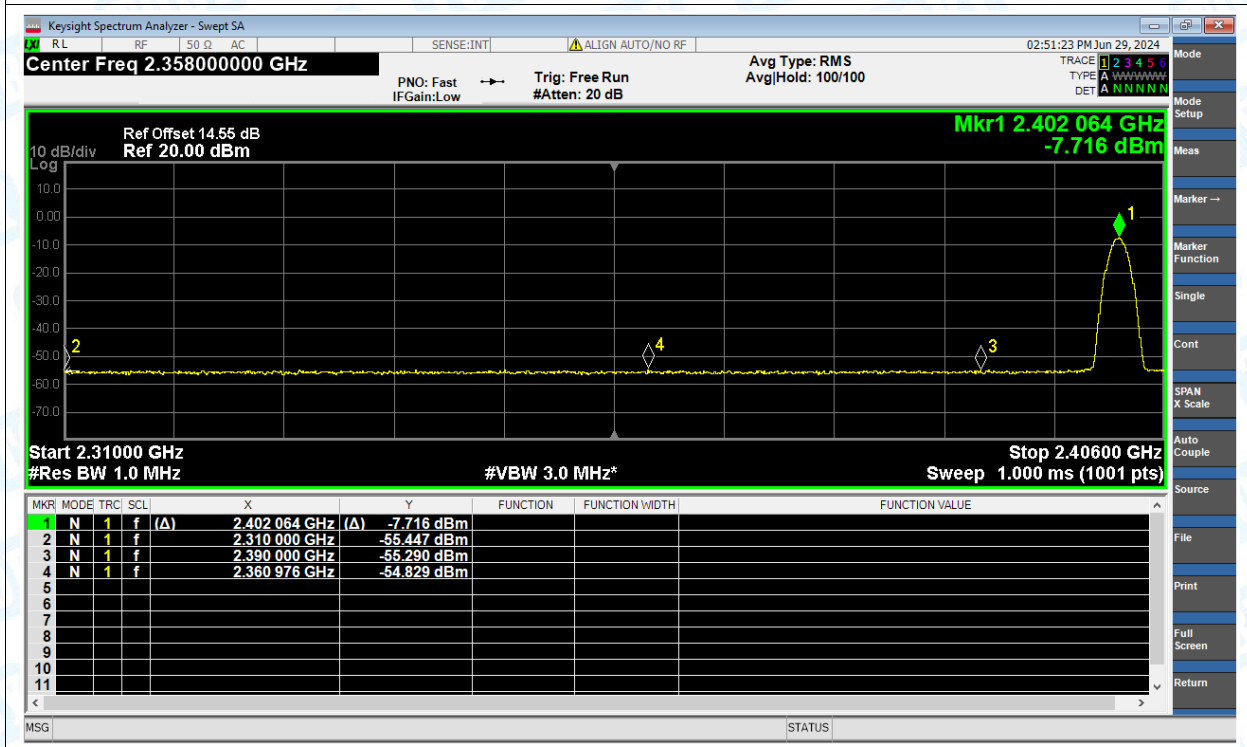 Keysight Spectrum Analyzer - Swept SA
LXI RL RF 50 Ω AC SENSE:INT ALIGN AUTO/NO RF 02:51:23 PM Jun 29, 2024
Center Freq 2.358000000 GHz
PNO: Fast
IFGain:Low
Trig: Free Run
#Atten: 20 dB
Avg Type: RMS
Avg|Hold: 100/100
TRACE 1 2 3 4 5 6
TYPE A WWWWW
DET A N N N N N
Mkr1 2.402 064 GHz
-7.716 dBm
Ref Offset 14.55 dB
10 dB/div Ref 20.00 dBm
Log
10.0
0.00
-10.0
-20.0
-30.0
-40.0
-50.0
-60.0
-70.0
1
2
4
3
Start 2.31000 GHz Stop 2.40600 GHz
#Res BW 1.0 MHz #VBW 3.0 MHz* Sweep 1.000 ms (1001 pts)
MKR MODE TRC SCL X Y FUNCTION FUNCTION WIDTH FUNCTION VALUE
1 N 1 f (Δ) 2.402 064 GHz (Δ) -7.716 dBm
2 N 1 f 2.310 000 GHz -55.447 dBm
3 N 1 f 2.390 000 GHz -55.290 dBm
4 N 1 f 2.360 976 GHz -54.829 dBm
5
6
7
8
9
10
11
MSG STATUS
Mode
Mode
Setup
Meas
Marker →
Marker
Function
Single
Cont
SPAN
X Scale
Auto
Couple
Source
File
Print
Full
Screen
Return